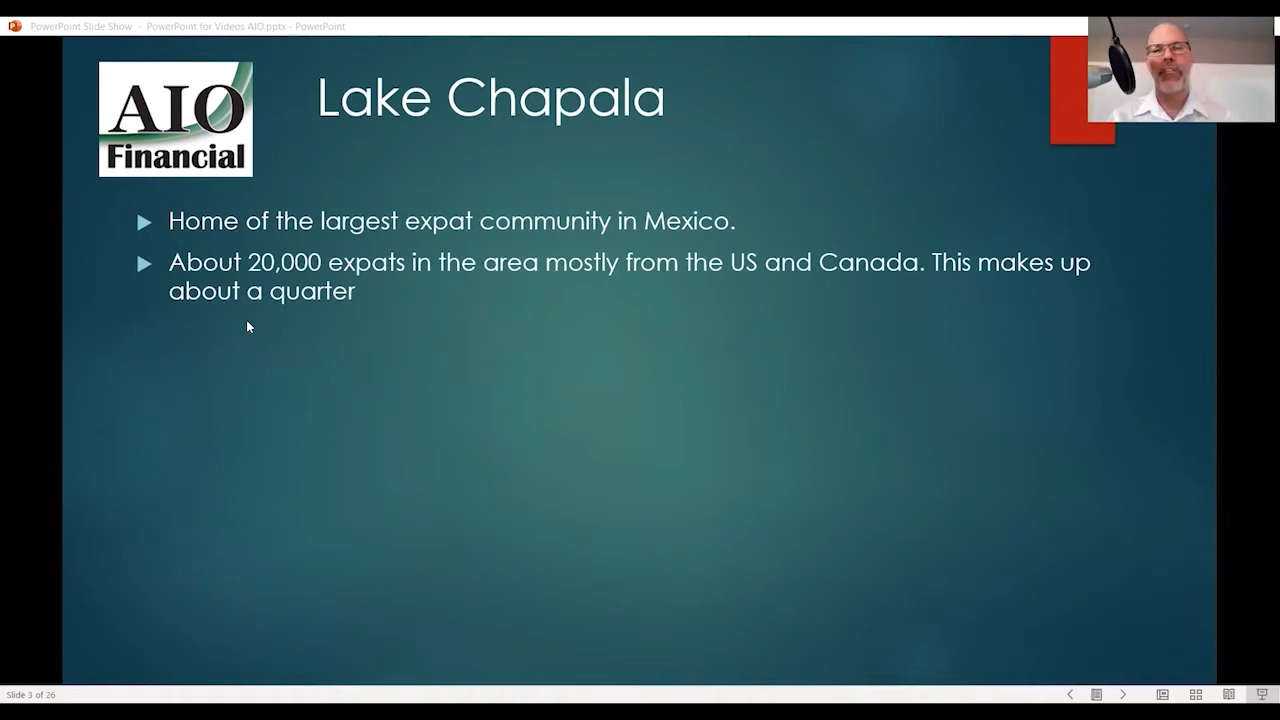 PowerPoint Slide Show - PowerPoint for Videos AIO.pptx - PowerPoint
AIO
Financial
Lake Chapala
Home of the largest expat community in Mexico.
About 20,000 expats in the area mostly from the US and Canada. This makes up
about a quarter
Slide 3 of 26